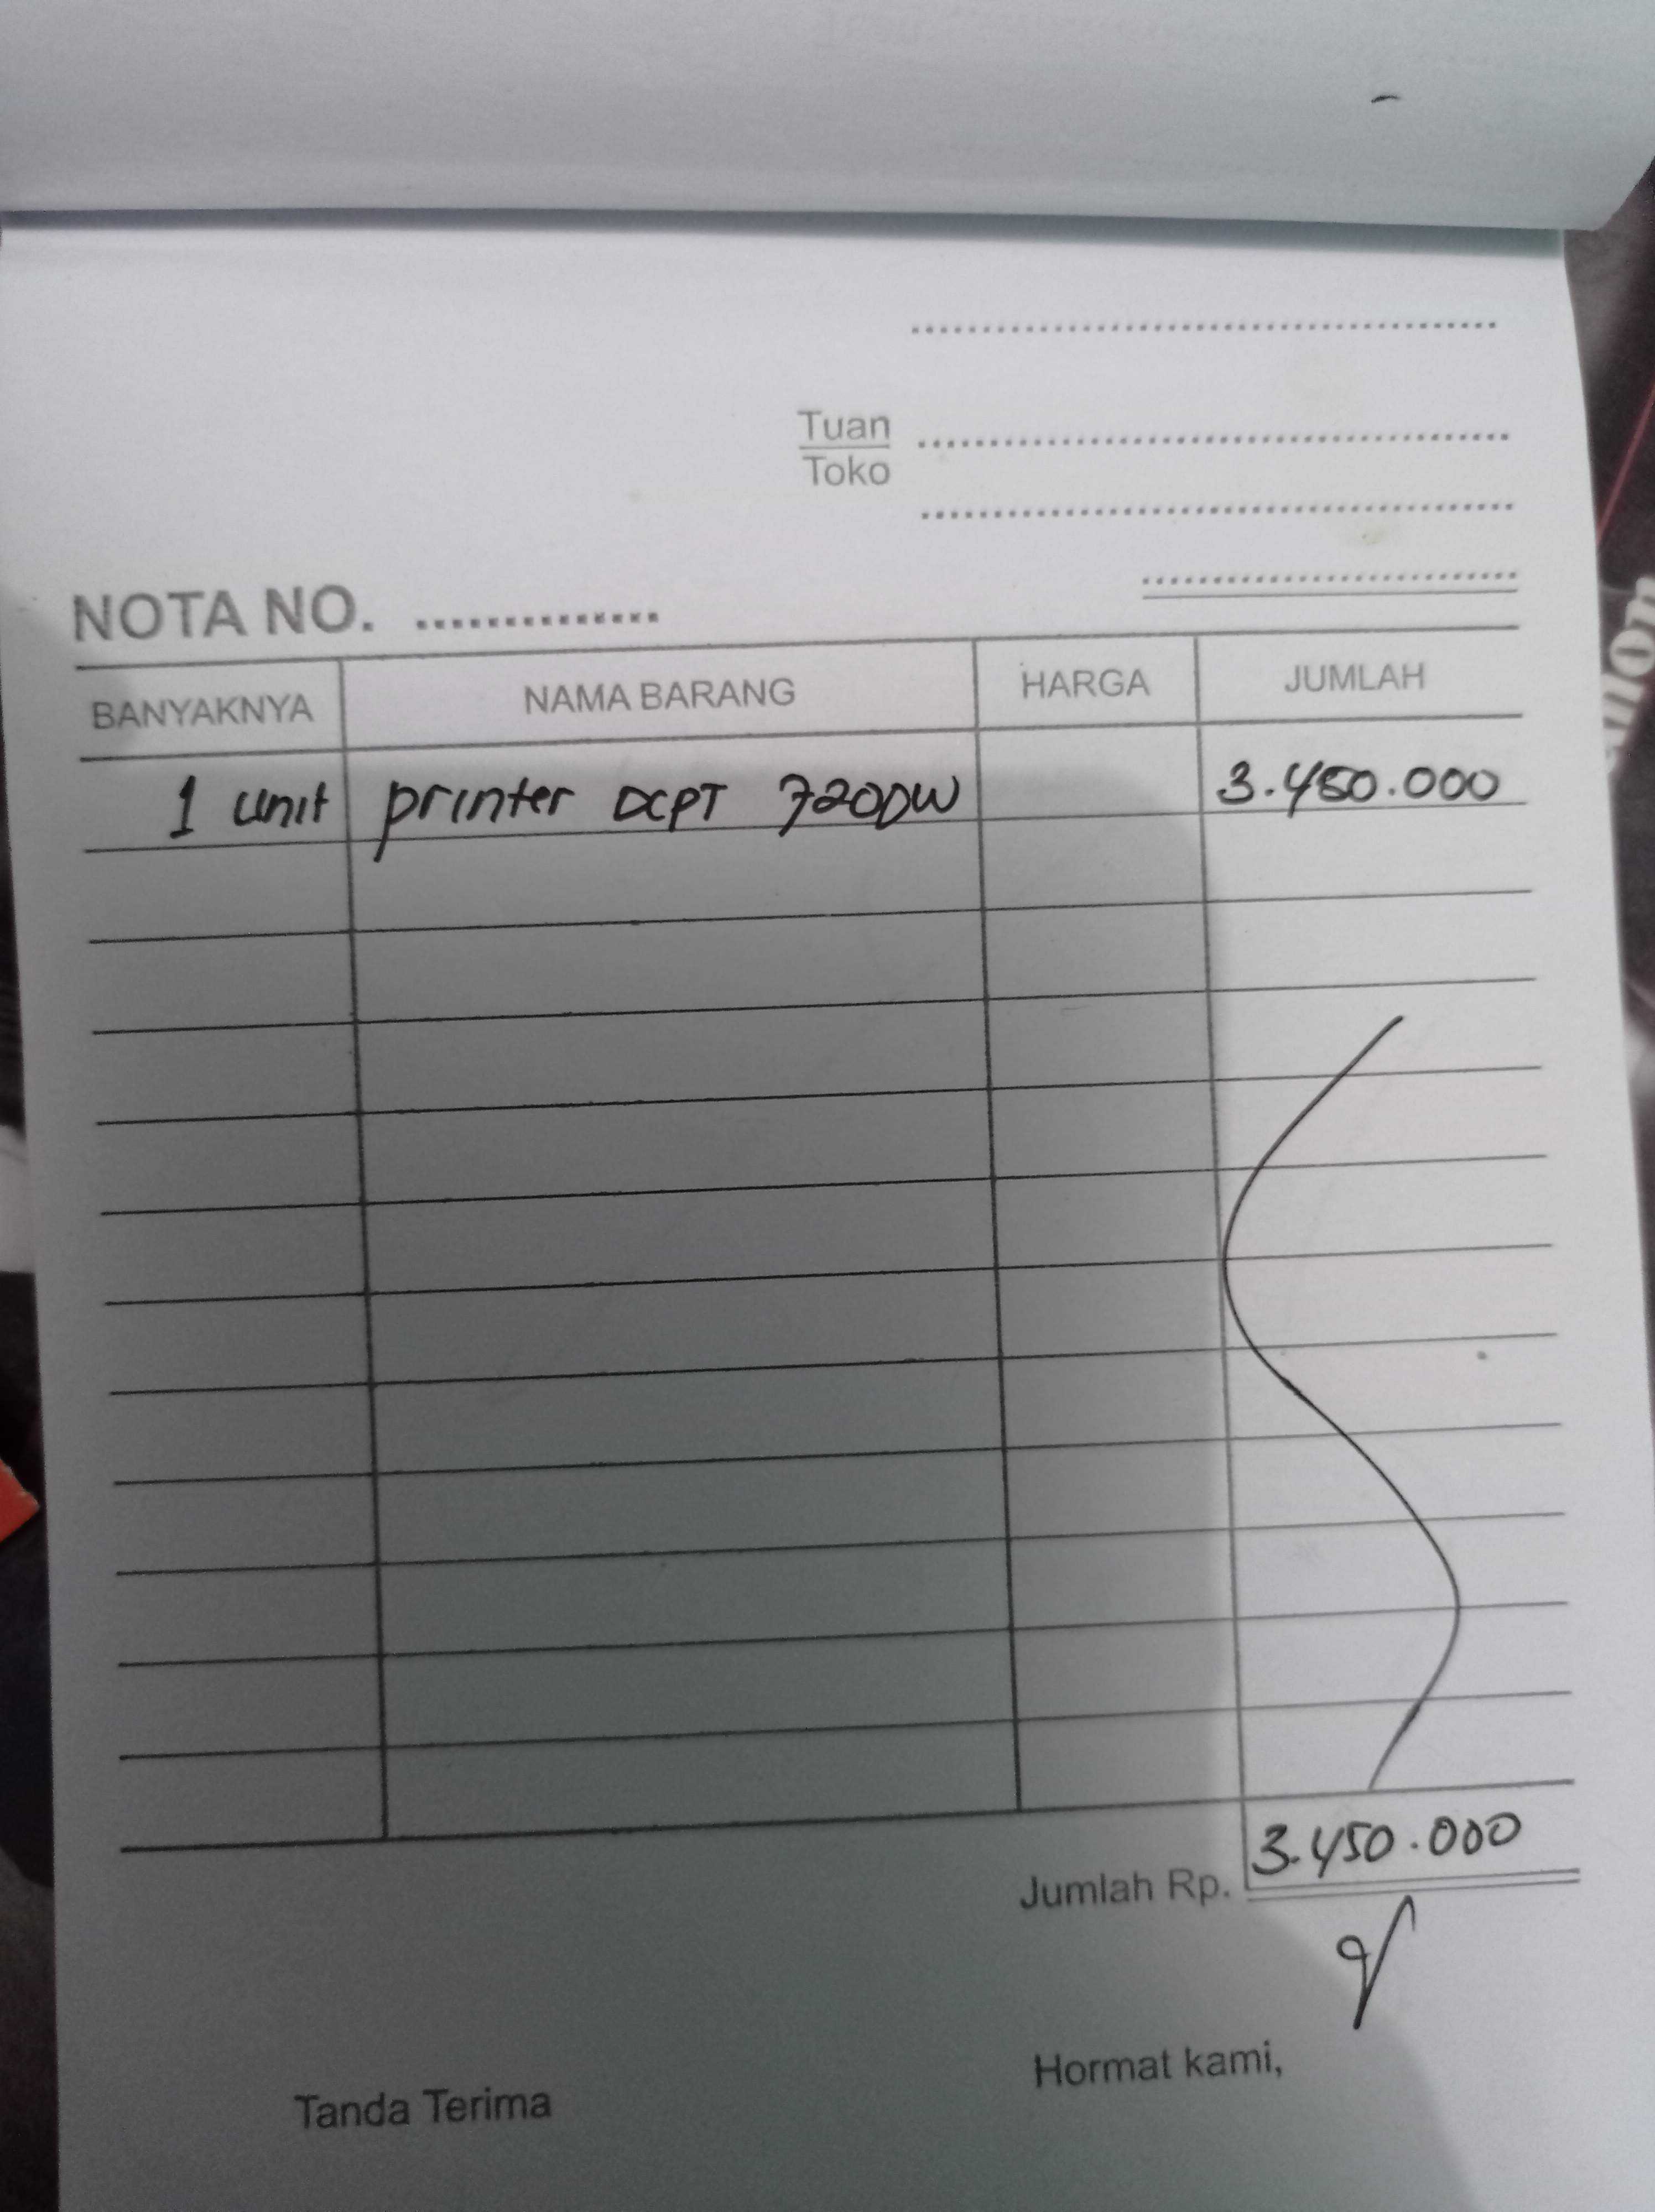 Tuan
Toko
NOTA NO. ..............
BANYAKNYA NAMA BARANG HARGA JUMLAH
1 unit printer DCPT 720DW 3.450.000
Jumlah Rp. 3.450.000
Hormat kami,
Tanda Terima